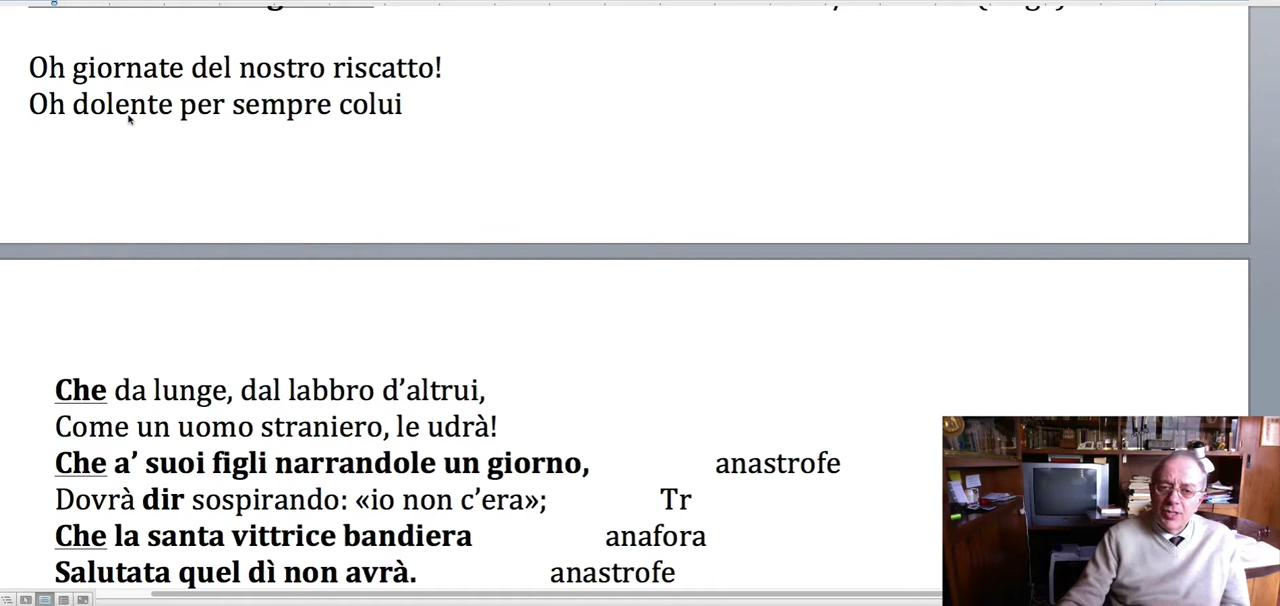 Oh giornate del nostro riscatto!
Oh dolente per sempre colui
Che da lunge, dal labbro d’altrui,
Come un uomo straniero, le udrà!
Che a’ suoi figli narrandole un giorno, anastrofe
Dovrà dir sospirando: «io non c’era»; Tr
Che la santa vittrice bandiera anafora
Salutata quel dì non avrà. anastrofe